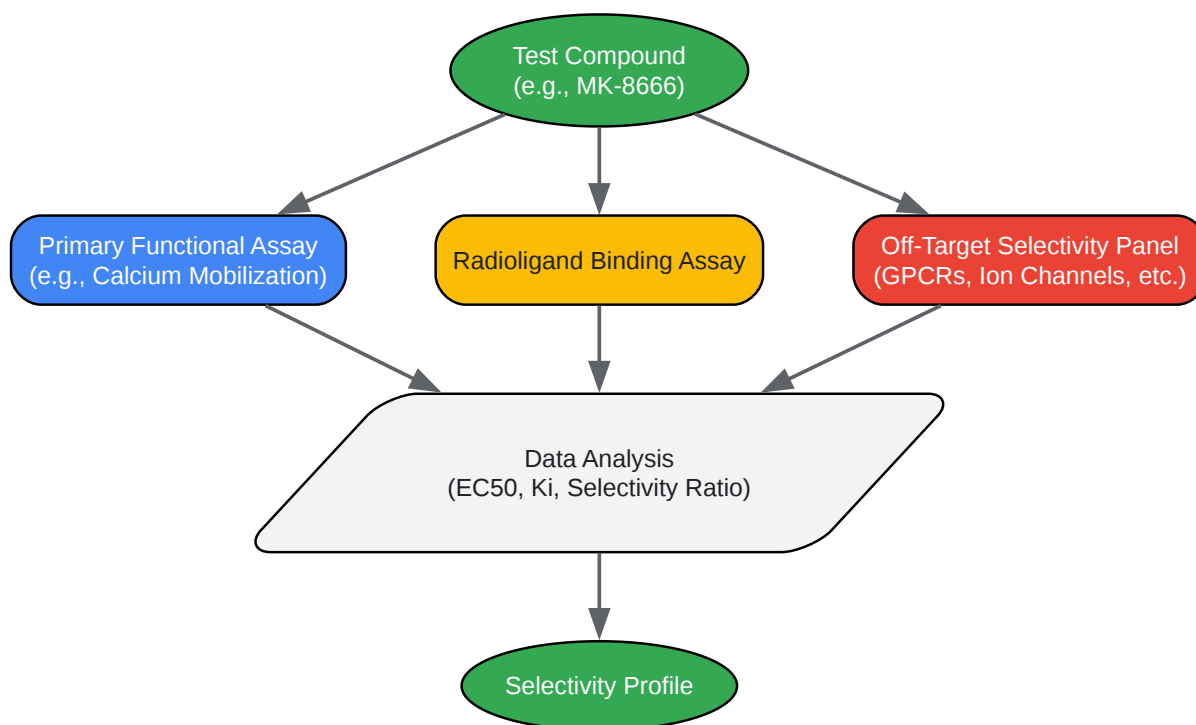 Test Compound
(e.g., MK-8666)
Primary Functional Assay
(e.g., Calcium Mobilization)
Radioligand Binding Assay
Off-Target Selectivity Panel
(GPCRs, Ion Channels, etc.)
Data Analysis
(EC50, Ki, Selectivity Ratio)
Selectivity Profile